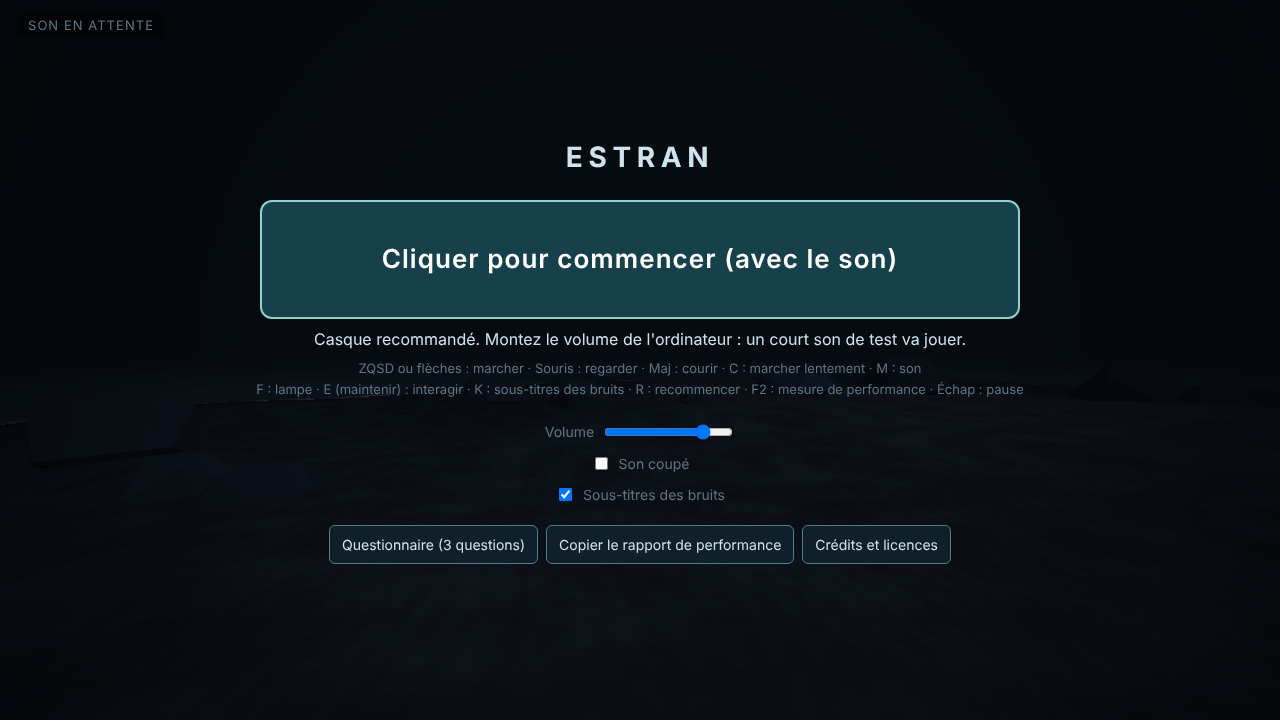 SON EN ATTENTE
ESTRAN
Cliquer pour commencer (avec le son)
Casque recommandé. Montez le volume de l'ordinateur : un court son de test va jouer.
ZQSD ou flèches : marcher · Souris : regarder · Maj : courir · C : marcher lentement · M : son
F : lampe · E (maintenir) : interagir · K : sous-titres des bruits · R : recommencer · F2 : mesure de performance · Échap : pause
Volume
Son coupé
Sous-titres des bruits
Questionnaire (3 questions) Copier le rapport de performance Crédits et licences